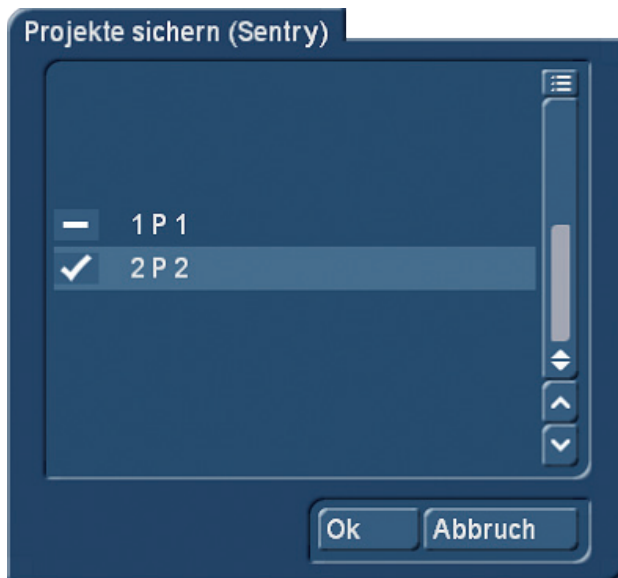 Projekte sichern (Sentry)
1 P 1
2 P 2
Ok
Abbruch